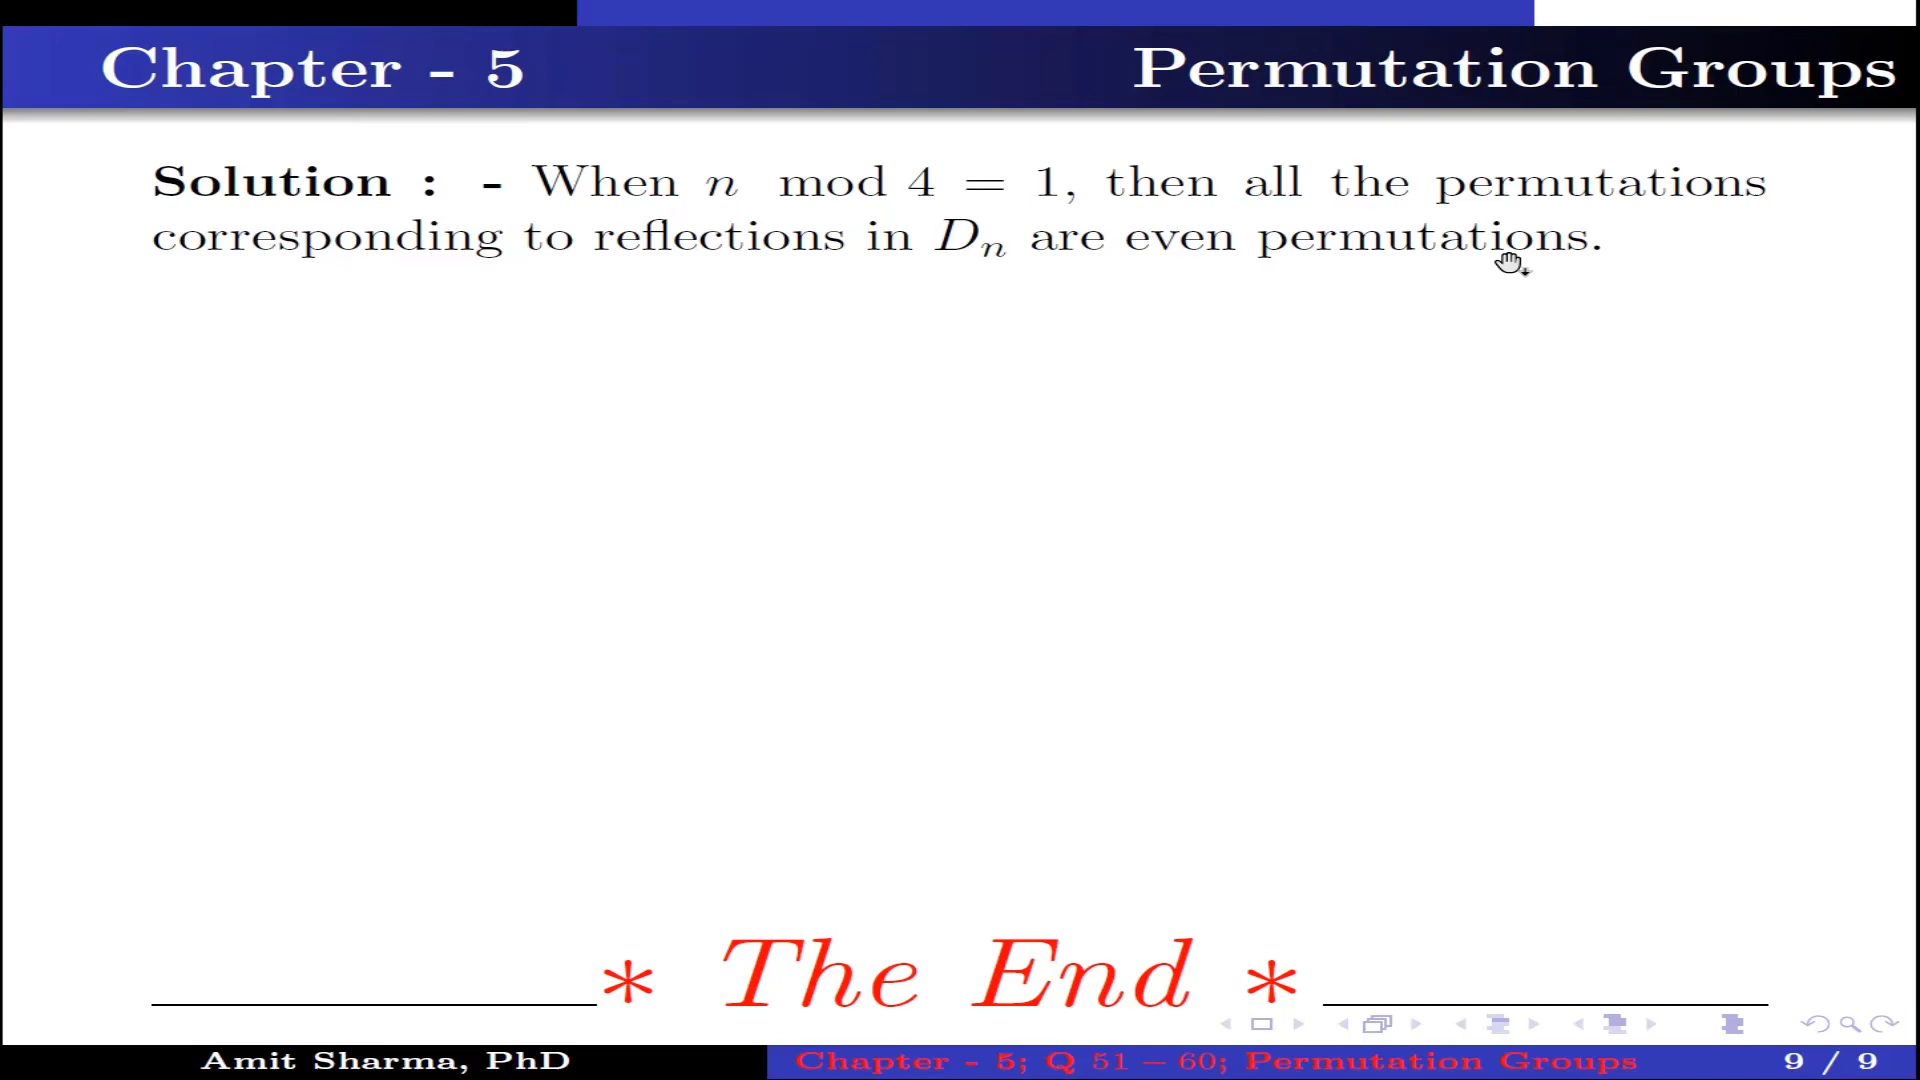 Chapter - 5 Permutation Groups
Solution : - When n mod 4 = 1, then all the permutations
corresponding to reflections in Dₙ are even permutations.
* The End *
Amit Sharma, PhD Chapter - 5; Q 51 – 60; Permutation Groups 9 / 9